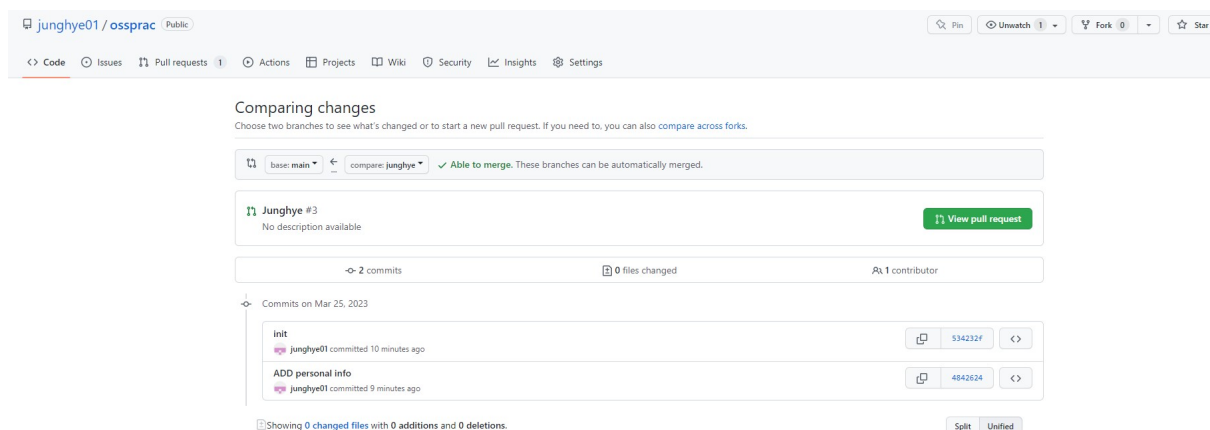 junghye01 / ossprac Public
Pin Unwatch 1 Fork 0 Star
<> Code Issues Pull requests 1 Actions Projects Wiki Security Insights Settings
Comparing changes
Choose two branches to see what's changed or to start a new pull request. If you need to, you can also compare across forks.
base: main ← compare: junghye ✓ Able to merge. These branches can be automatically merged.
...
Junghye #3
No description available
View pull request
2 commits 0 files changed 1 contributor
Commits on Mar 25, 2023
init
junghye01 committed 10 minutes ago
534232f <>
ADD personal info
junghye01 committed 9 minutes ago
4842624 <>
Showing 0 changed files with 0 additions and 0 deletions.
Split Unified